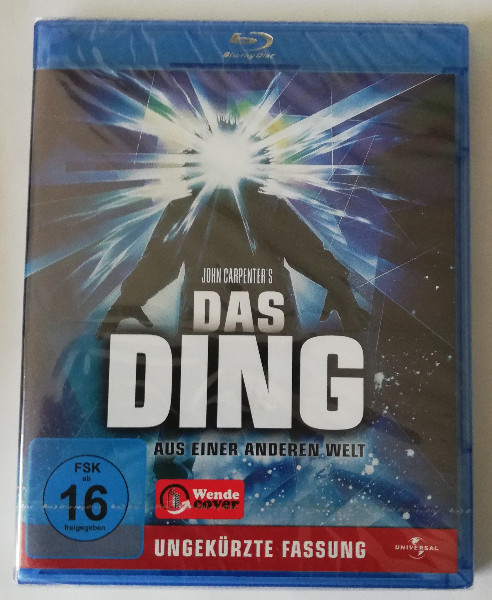 Blu-ray Disc
JOHN CARPENTER'S
DAS
DING
AUS EINER ANDEREN WELT
FSK
ab
16
freigegeben
Wende
cover
UNGEKÜRZTE FASSUNG
UNIVERSAL